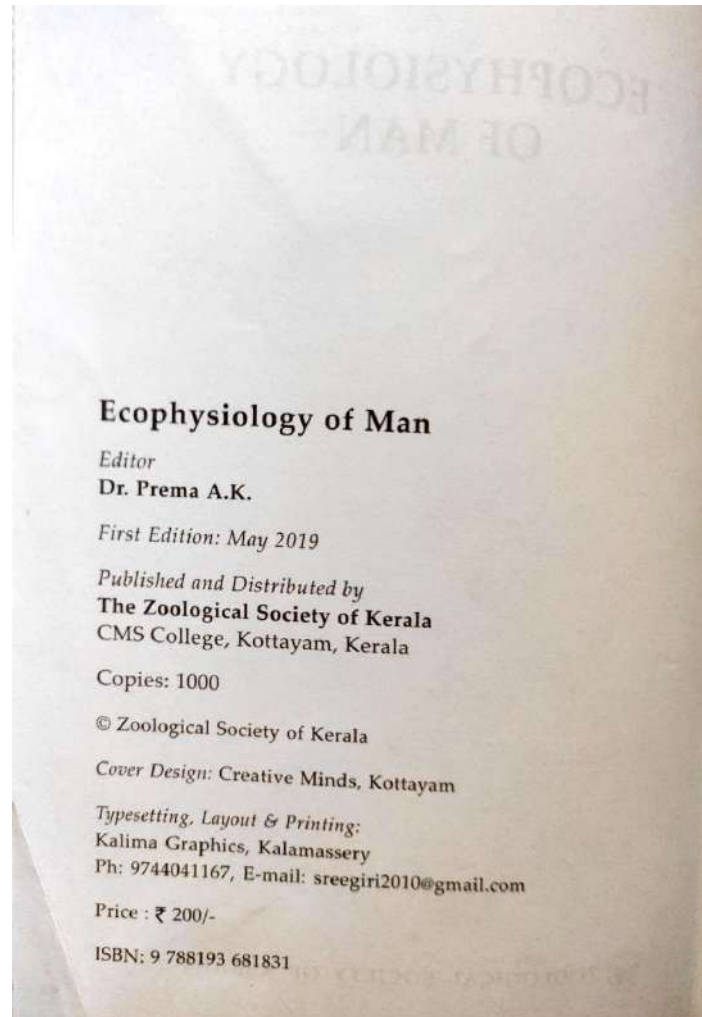 Ecophysiology of Man
Editor
Dr. Prema A.K.
First Edition: May 2019
Published and Distributed by
The Zoological Society of Kerala
CMS College, Kottayam, Kerala
Copies: 1000
© Zoological Society of Kerala
Cover Design: Creative Minds, Kottayam
Typesetting, Layout & Printing:
Kalima Graphics, Kalamassery
Ph: 9744041167, E-mail: sreegiri2010@gmail.com
Price : ₹ 200/-
ISBN: 9 788193 681831